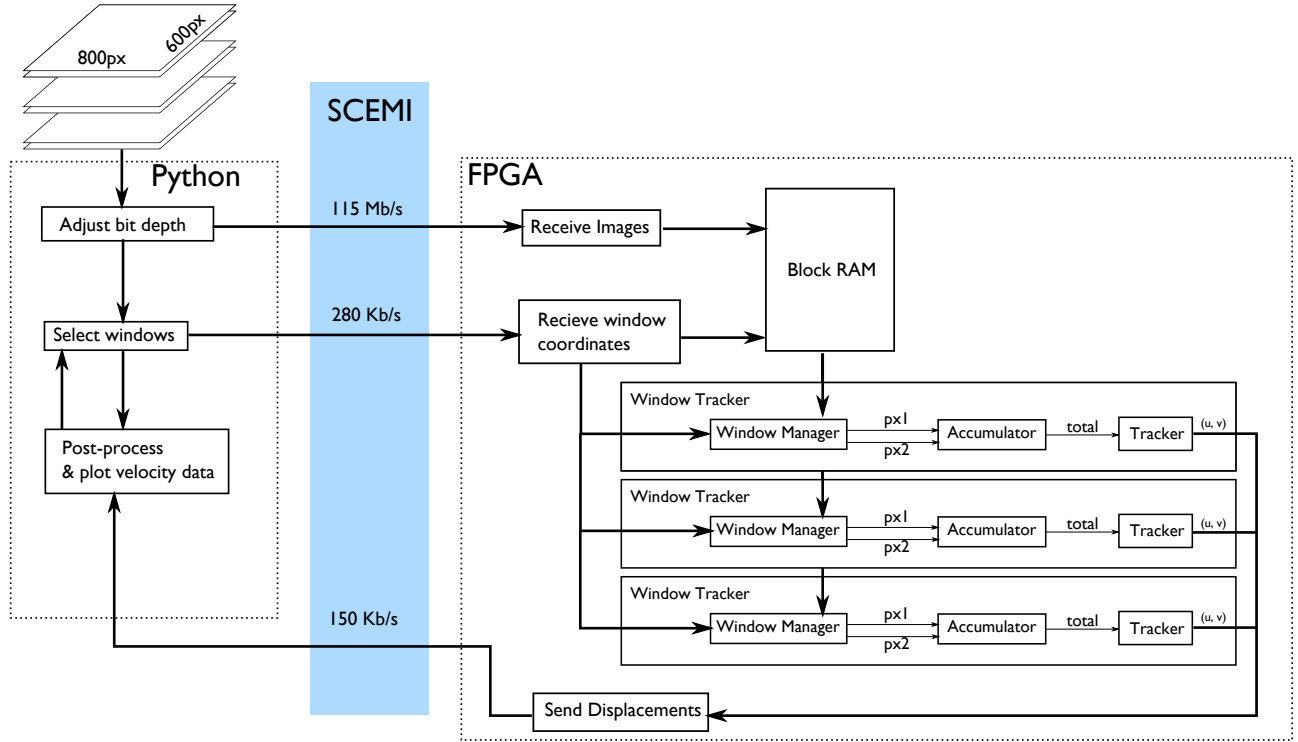 600px
800px
SCEMI
Python
FPGA
115 Mb/s
Adjust bit depth
Receive Images
Block RAM
280 Kb/s
Select windows
Recieve window
coordinates
Window Tracker
Window Manager
px1
px2
Accumulator
total
Tracker
(u, v)
Post-process
& plot velocity data
Window Tracker
Window Manager
px1
px2
Accumulator
total
Tracker
(u, v)
Window Tracker
Window Manager
px1
px2
Accumulator
total
Tracker
(u, v)
150 Kb/s
Send Displacements